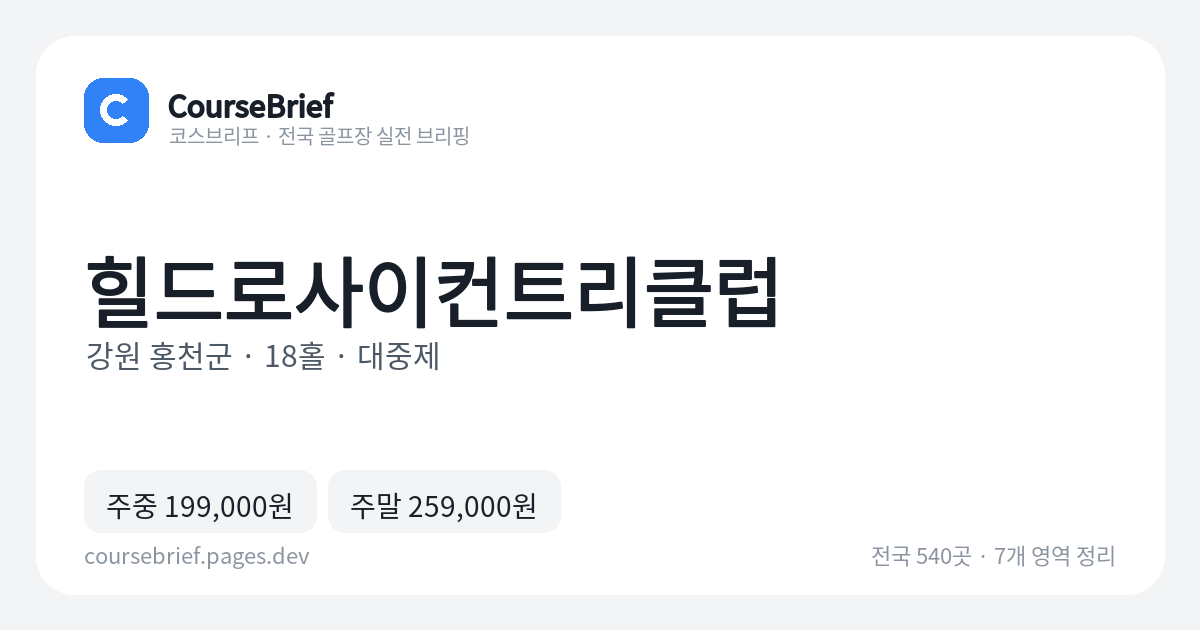 CourseBrief
코스브리프 · 전국 골프장 실전 브리핑
힐드로사이컨트리클럽
강원 홍천군 · 18홀 · 대중제
주중 199,000원 주말 259,000원
coursebrief.pages.dev 전국 540곳 · 7개 영역 정리